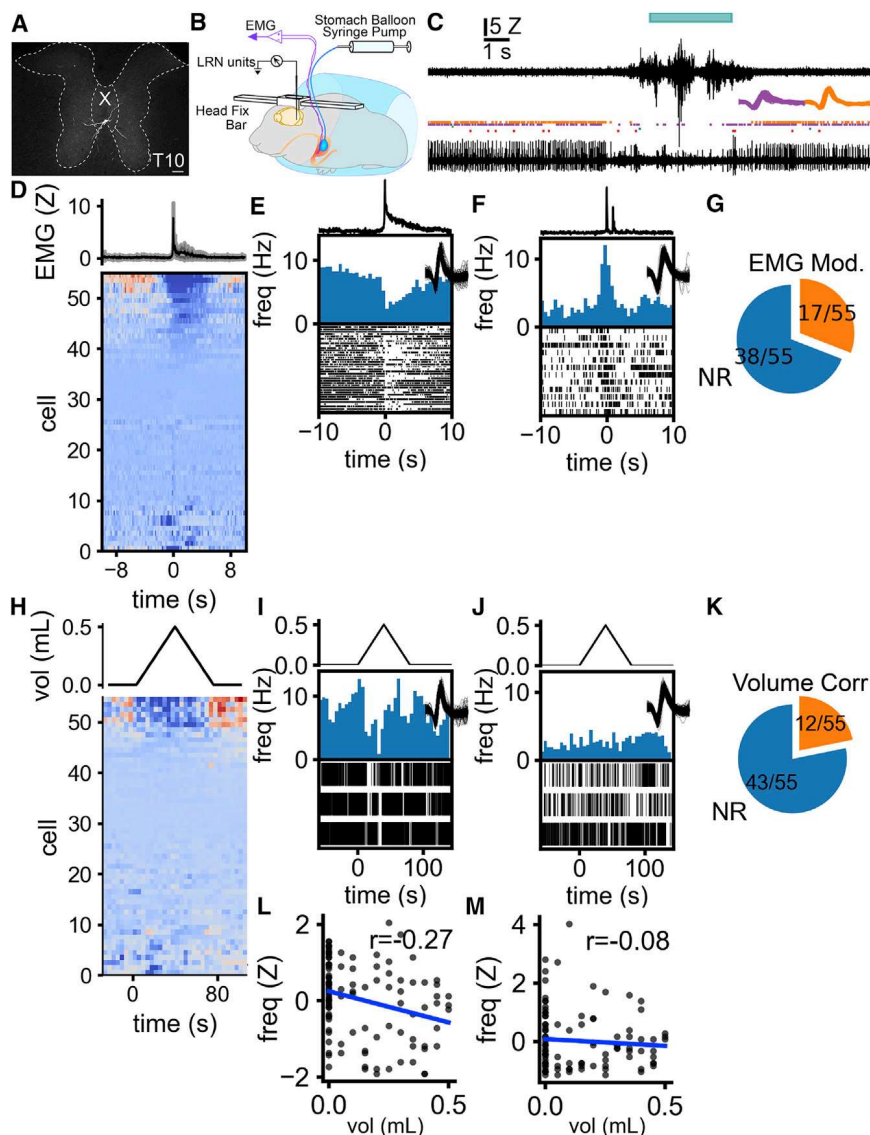 A
X
T10
B
EMG
Stomach Balloon
Syringe Pump
LRN units
Head Fix
Bar
C
5 Z
1 s
D
EMG (Z)
10
0
cell
50
40
30
20
10
0
−8 0 8
time (s)
E
freq (Hz)
10
0
−10 0 10
time (s)
F
freq (Hz)
10
0
−10 0 10
time (s)
G
EMG Mod.
17/55
38/55
NR
H
vol (mL)
0.5
0.0
cell
50
40
30
20
10
0
0 80
time (s)
I
0.5
0.0
freq (Hz)
10
0
0 100
time (s)
J
0.5
0.0
freq (Hz)
10
0
0 100
time (s)
K
Volume Corr
12/55
43/55
NR
L
r=-0.27
freq (Z)
2
0
−2
0.0 0.5
vol (mL)
M
r=-0.08
freq (Z)
4
2
0
0.0 0.5
vol (mL)